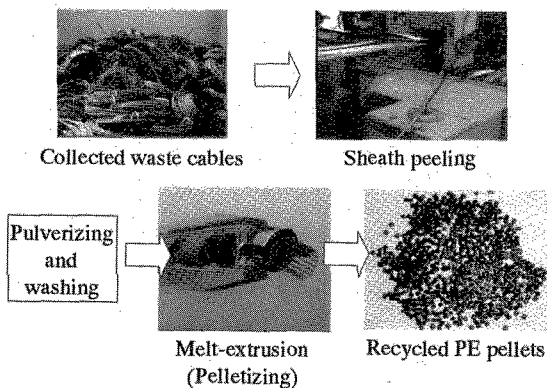 Collected waste cables
Sheath peeling
Pulverizing
and
washing
Melt-extrusion
(Pelletizing)
Recycled PE pellets